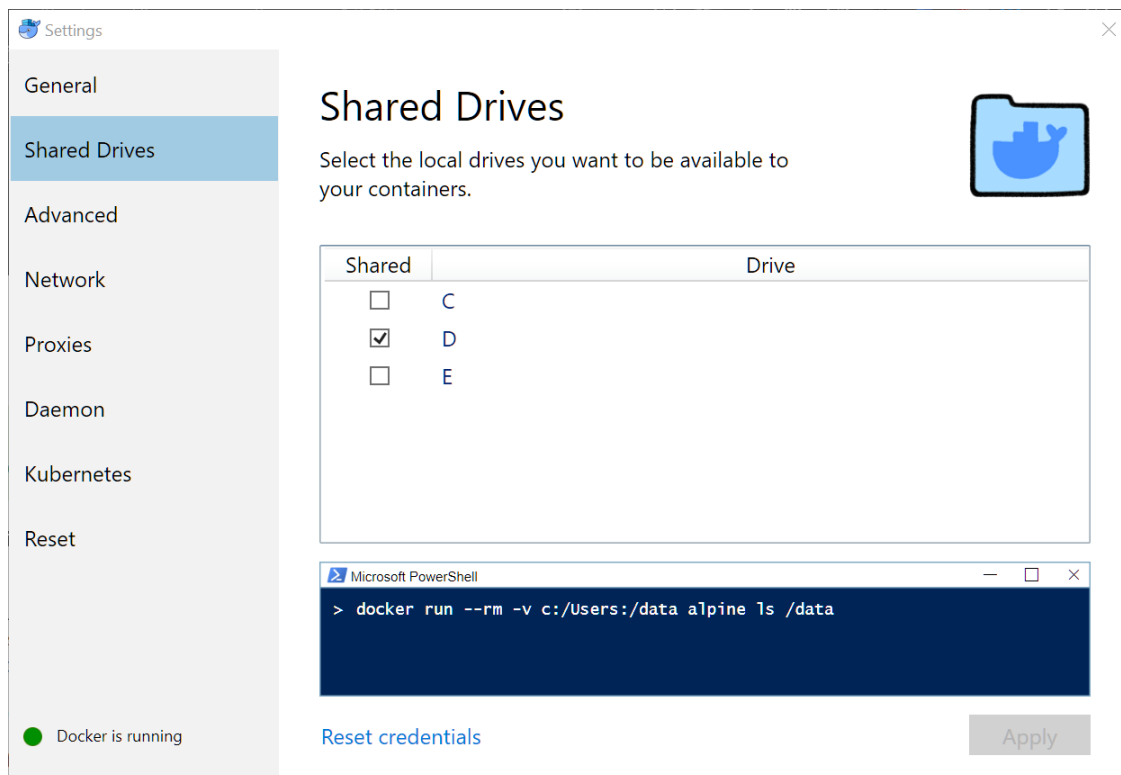 Settings
General
Shared Drives
Advanced
Network
Proxies
Daemon
Kubernetes
Reset
Docker is running
Shared Drives
Select the local drives you want to be available to
your containers.
Shared Drive
C
D
E
Microsoft PowerShell
> docker run --rm -v c:/Users:/data alpine ls /data
Reset credentials
Apply